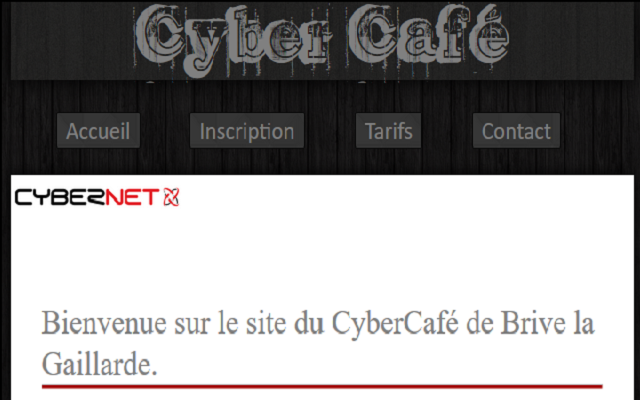 Cyber Café
Accueil
Inscription
Tarifs
Contact
CYBERNET
Bienvenue sur le site du CyberCafé de Brive la
Gaillarde.